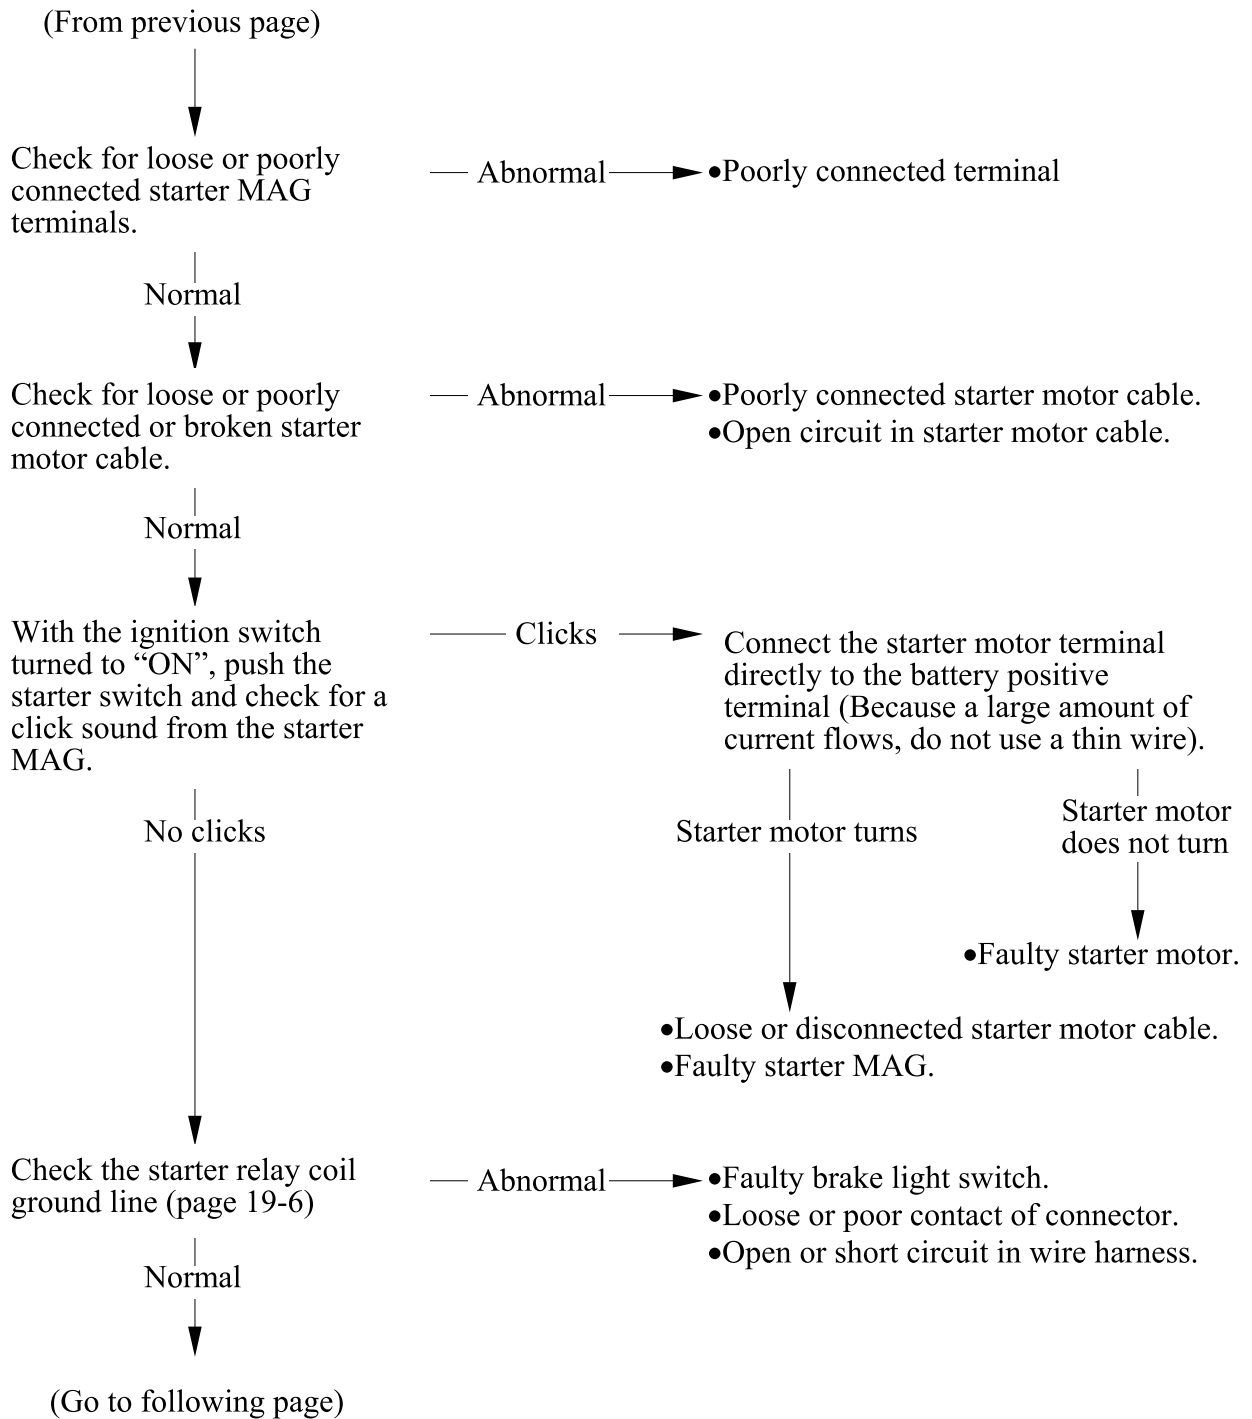 (From previous page)
Check for loose or poorly
connected starter MAG
terminals.
Abnormal
●Poorly connected terminal
Normal
Check for loose or poorly
connected or broken starter
motor cable.
Abnormal
●Poorly connected starter motor cable.
●Open circuit in starter motor cable.
Normal
With the ignition switch
turned to “ON”, push the
starter switch and check for a
click sound from the starter
MAG.
Clicks
Connect the starter motor terminal
directly to the battery positive
terminal (Because a large amount of
current flows, do not use a thin wire).
No clicks
Starter motor turns
Starter motor
does not turn
●Faulty starter motor.
●Loose or disconnected starter motor cable.
●Faulty starter MAG.
Check the starter relay coil
ground line (page 19-6)
Abnormal
●Faulty brake light switch.
●Loose or poor contact of connector.
●Open or short circuit in wire harness.
Normal
(Go to following page)